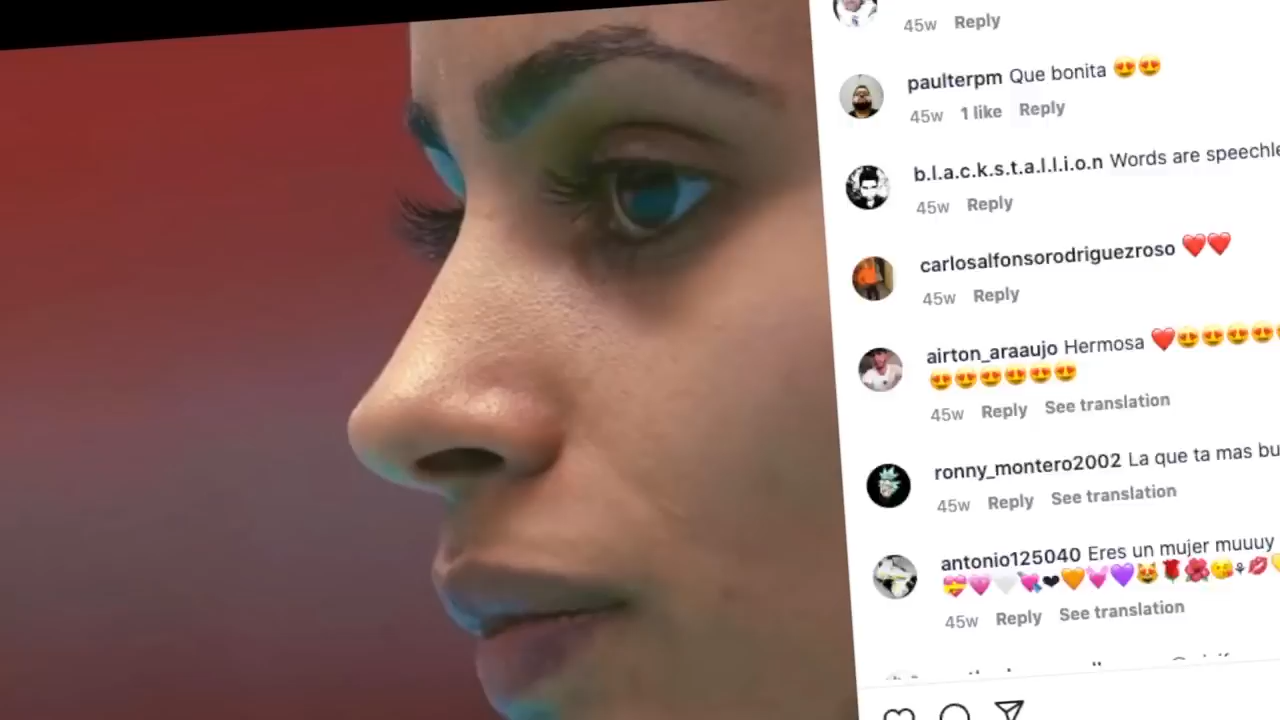 45w Reply
paulterpm Que bonita 😍😍
45w 1 like Reply
b.l.a.c.k.s.t.a.l.l.i.o.n Words are
45w Reply
carlosalfonsorodriguezroso ❤️❤️
45w Reply
airton_araaujo Hermosa ❤️😍😍😍😍
😍😍😍😍😍😍
45w Reply See translation
ronny_montero2002 La que ta mas
45w Reply See translation
antonio125040 Eres un mujer muuuy
45w Reply See translation